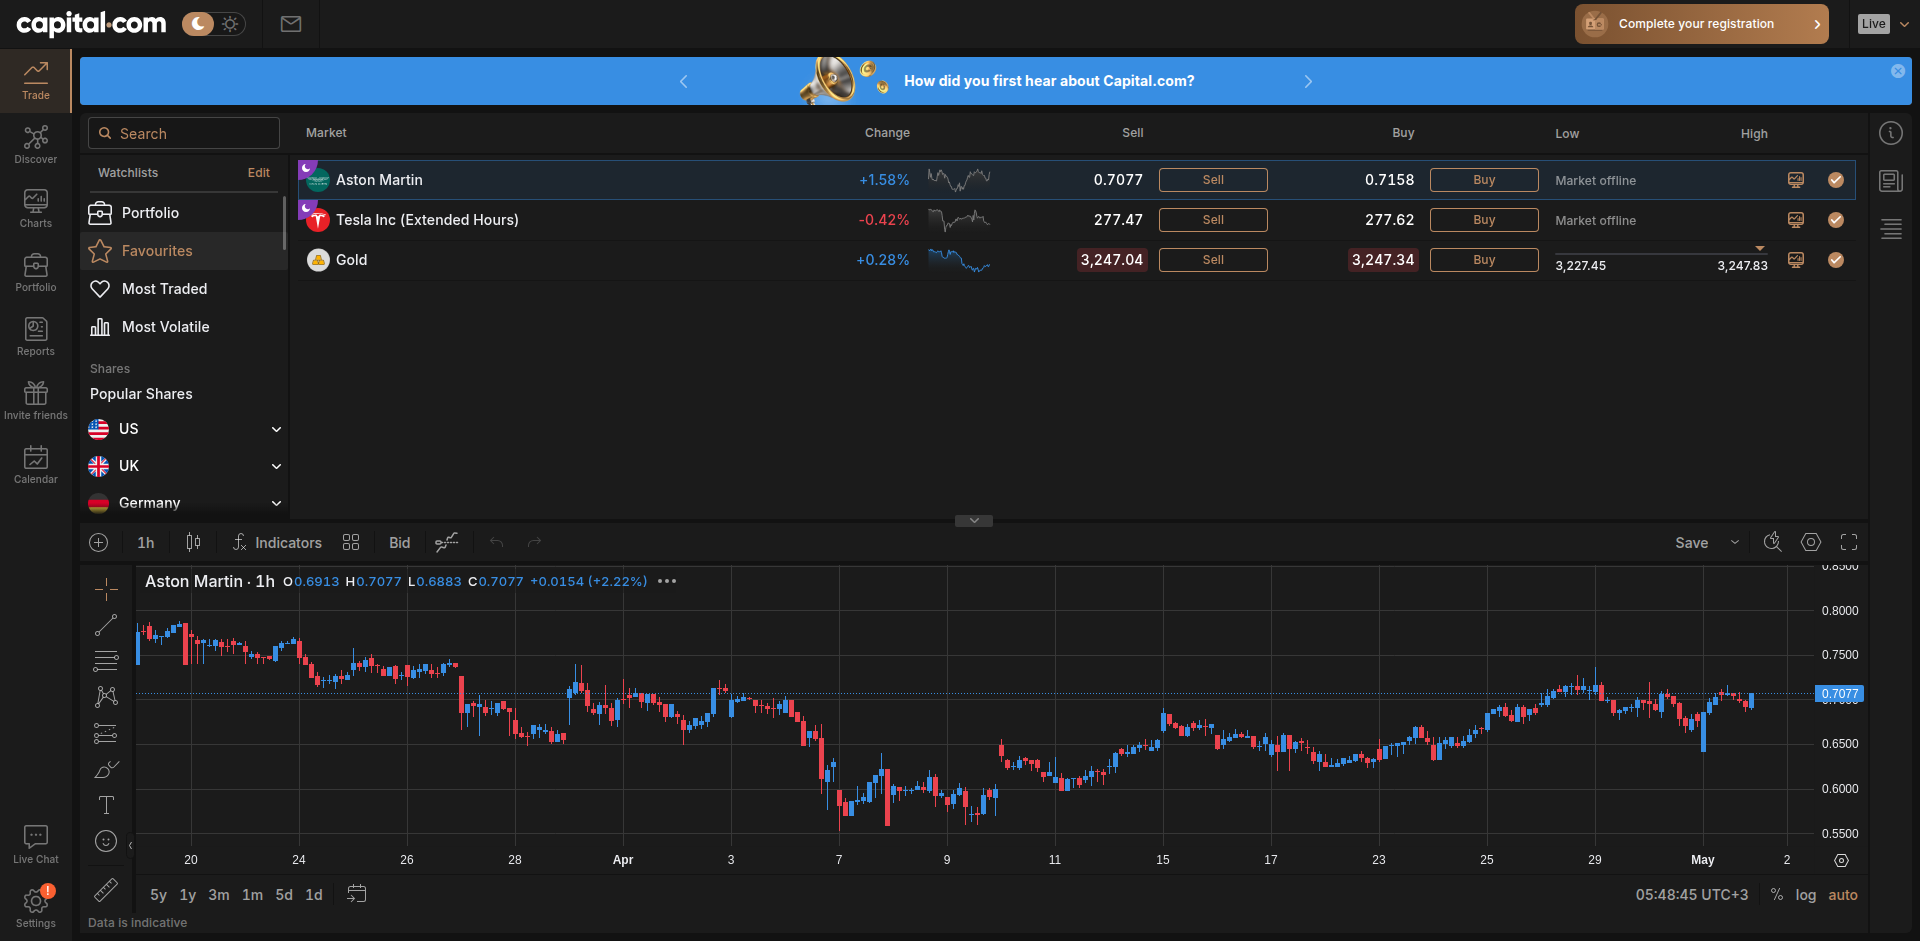 capital.com
Complete your registration
Live
Trade
Discover
Charts
Portfolio
Reports
Invite friends
Calendar
Live Chat
Settings
!
How did you first hear about Capital.com?
Search
Watchlists Edit
Portfolio
Favourites
Most Traded
Most Volatile
Shares
Popular Shares
US
UK
Germany
Market Change Sell Buy Low High
Aston Martin +1.58% 0.7077 Sell 0.7158 Buy Market offline
Tesla Inc (Extended Hours) -0.42% 277.47 Sell 277.62 Buy Market offline
Gold +0.28% 3,247.04 Sell 3,247.34 Buy 3,227.45 3,247.83
1h Indicators Bid Save
Aston Martin · 1h O0.6913 H0.7077 L0.6883 C0.7077 +0.0154 (+2.22%)
0.8500
0.8000
0.7500
0.7077
0.6500
0.6000
0.5500
20 24 26 28 Apr 3 7 9 11 15 17 23 25 29 May 2
5y 1y 3m 1m 5d 1d 05:48:45 UTC+3 % log auto
Data is indicative